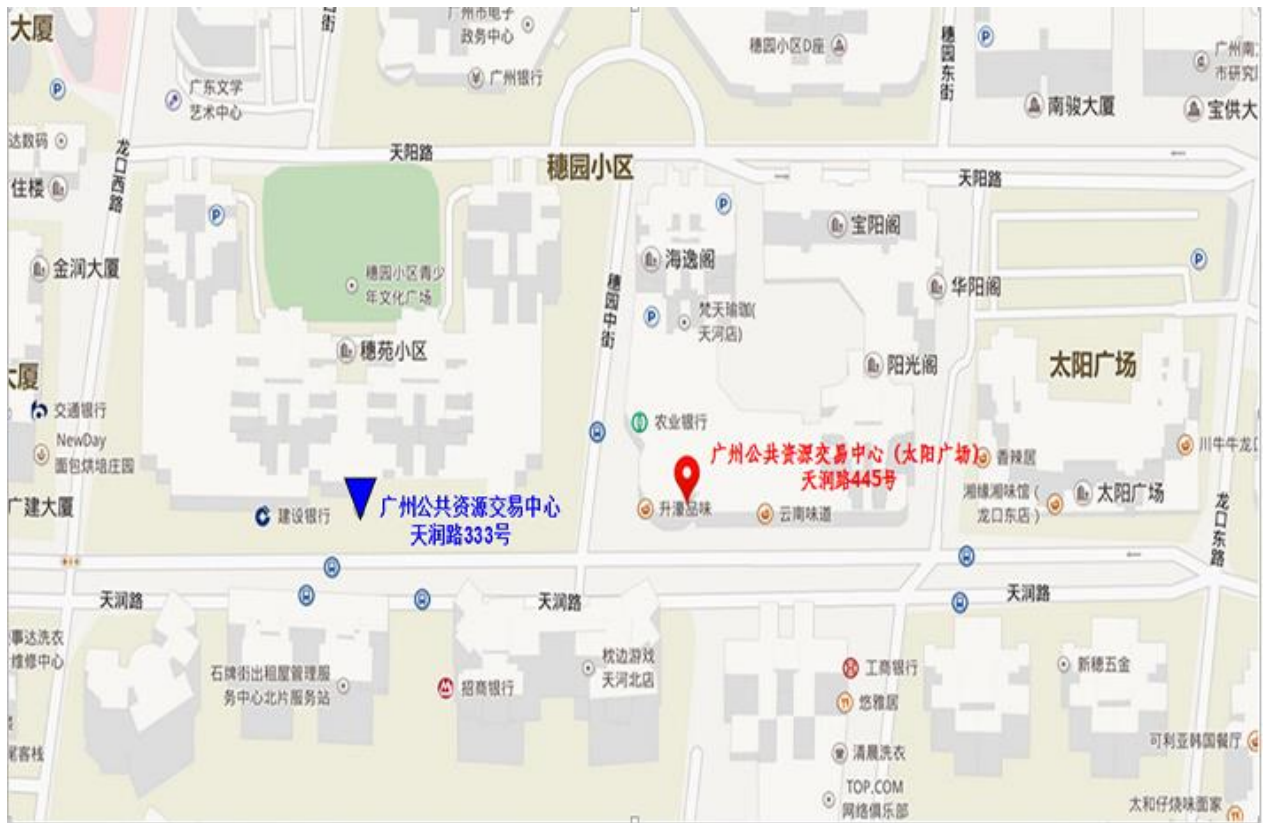 大厦
广州市电子
政务中心
广州银行
广东文学
艺术中心
穗园小区D座
穗园东街
南骏大厦
宝供大
达数码
住楼
龙口西路
天阳路
穗园小区
天阳路
金润大厦
穗园小区青少
年文化广场
穗苑小区
穗园中街
海逸阁
梵天瑜珈(
天河店)
宝阳阁
华阳阁
阳光阁
太阳广场
大厦
交通银行
NewDay
面包烘培庄园
广建大厦
建设银行
广州公共资源交易中心
天润路333号
农业银行
广州公共资源交易中心（太阳广场）
天润路445号
升濠品味
云南味道
香辣居
湘缘湘味馆（
龙口东店）
太阳广场
川牛牛龙口
龙口东路
天润路
天润路
天润路
事达洗衣
维修中心
石牌街出租屋管理服
务中心北片服务站
招商银行
枕边游戏
天河北店
工商银行
悠雅居
清晨洗衣
TOP.COM
网络俱乐部
新穗五金
可利亚韩国餐厅
太和仔烧味面家
客栈